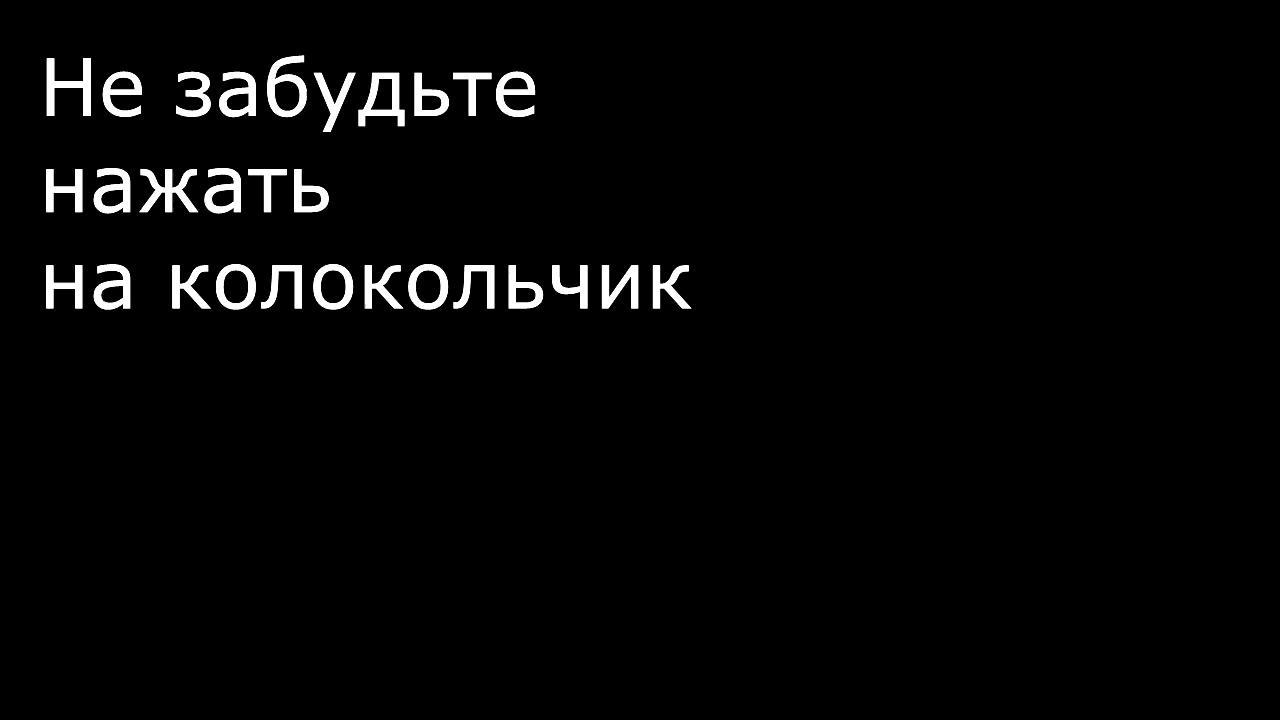 Не забудьте
нажать
на колокольчик